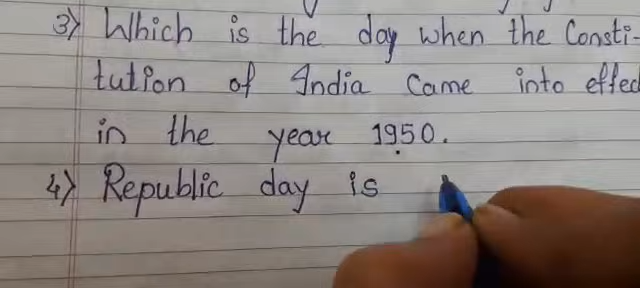 3) Which is the day when the Consti-
tution of India came into effec
in the year 1950.
4) Republic day is